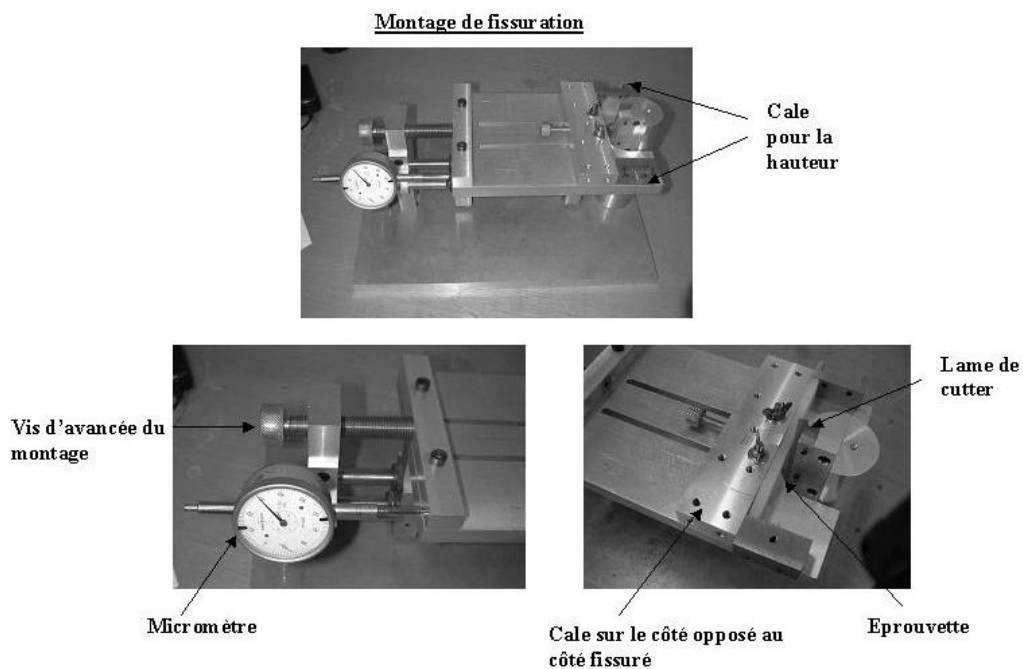 Montage de fissuration
Cale
pour la
hauteur
Vis d'avancée du
montage
Micromètre
Lame de
cutter
Cale sur le côté opposé au
côté fissuré
Eprouvette